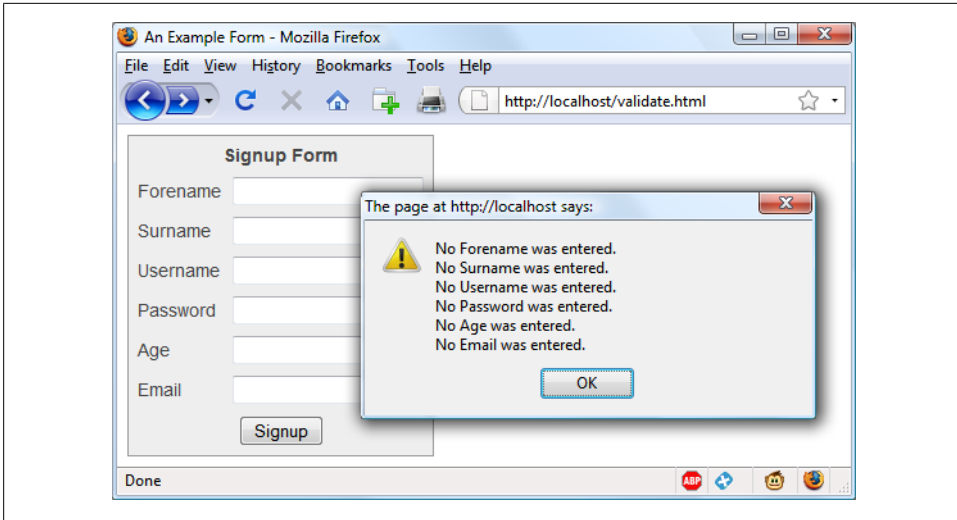 An Example Form - Mozilla Firefox
File Edit View History Bookmarks Tools Help
http://localhost/validate.html
Signup Form
Forename
Surname
Username
Password
Age
Email
Signup
The page at http://localhost says:
No Forename was entered.
No Surname was entered.
No Username was entered.
No Password was entered.
No Age was entered.
No Email was entered.
OK
Done
ABP